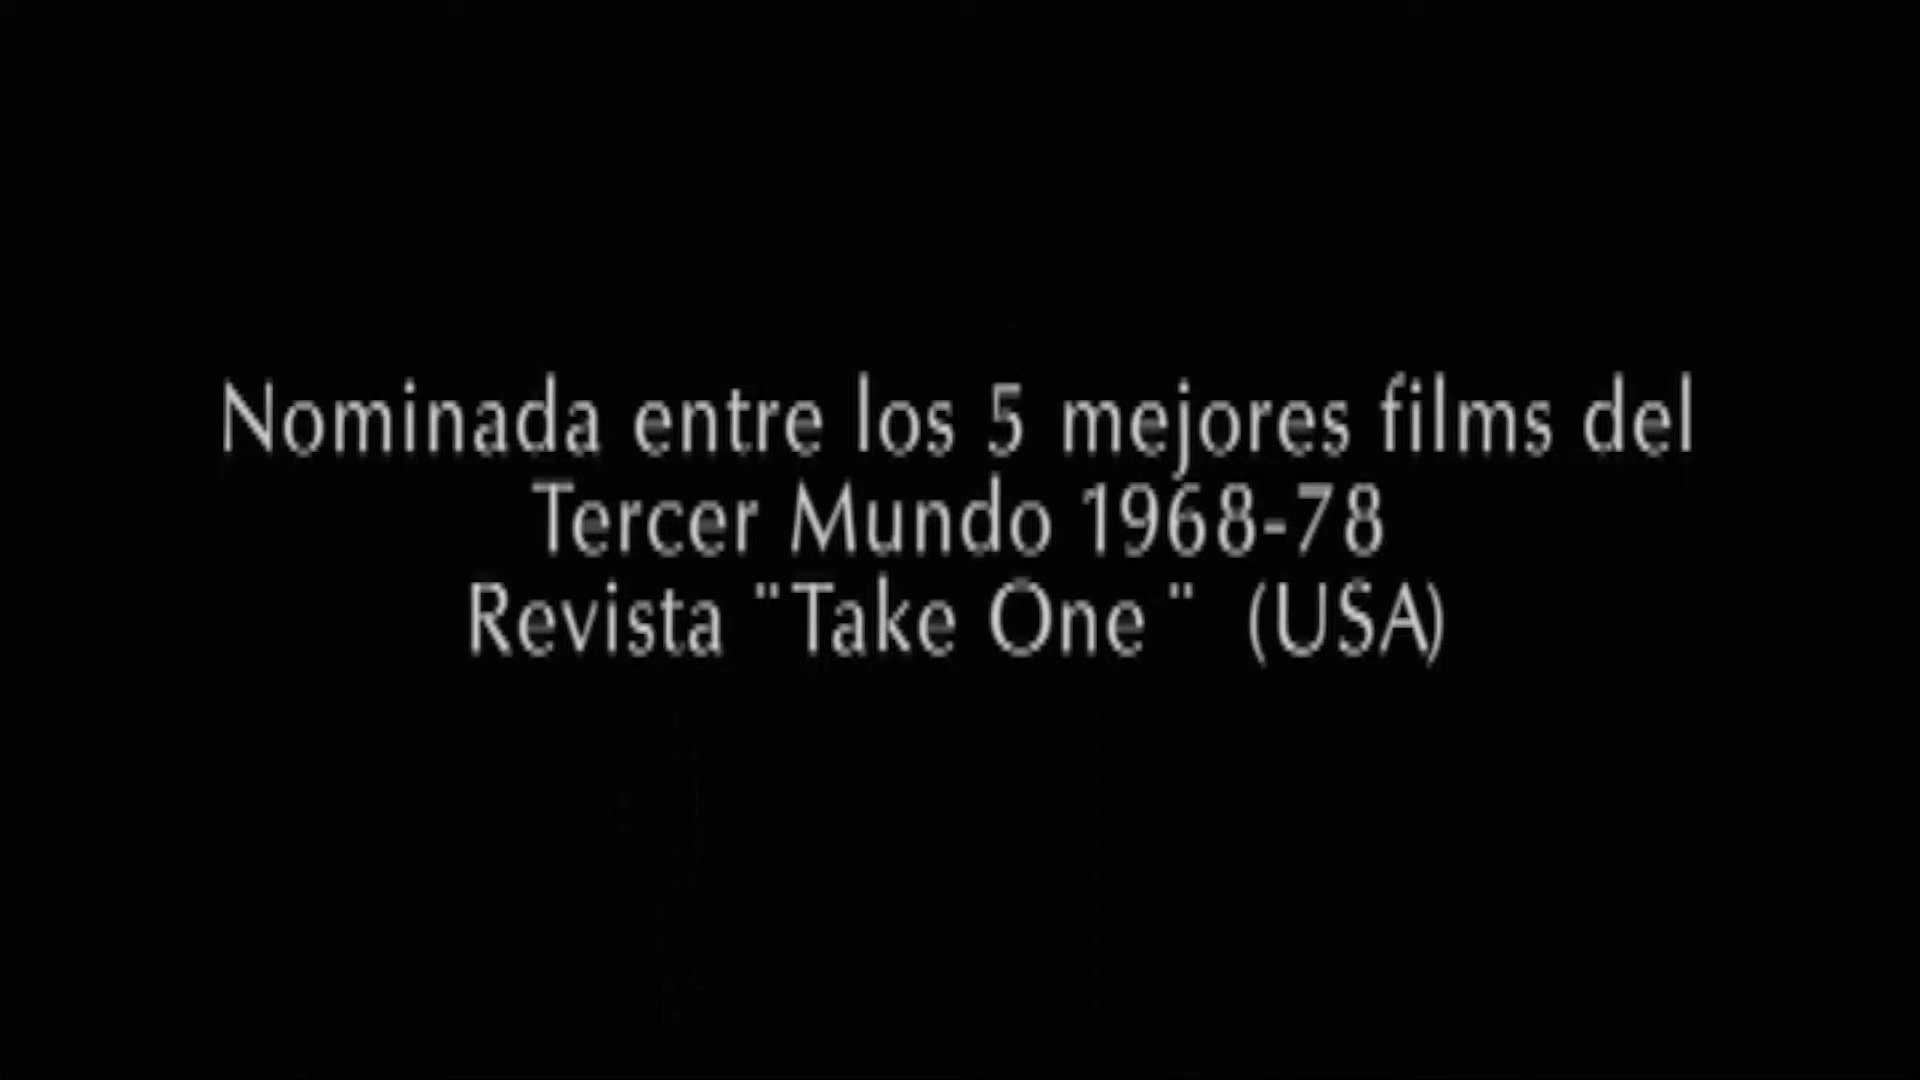 Nominada entre los 5 mejores films del
Tercer Mundo 1968-78
Revista "Take One" (USA)